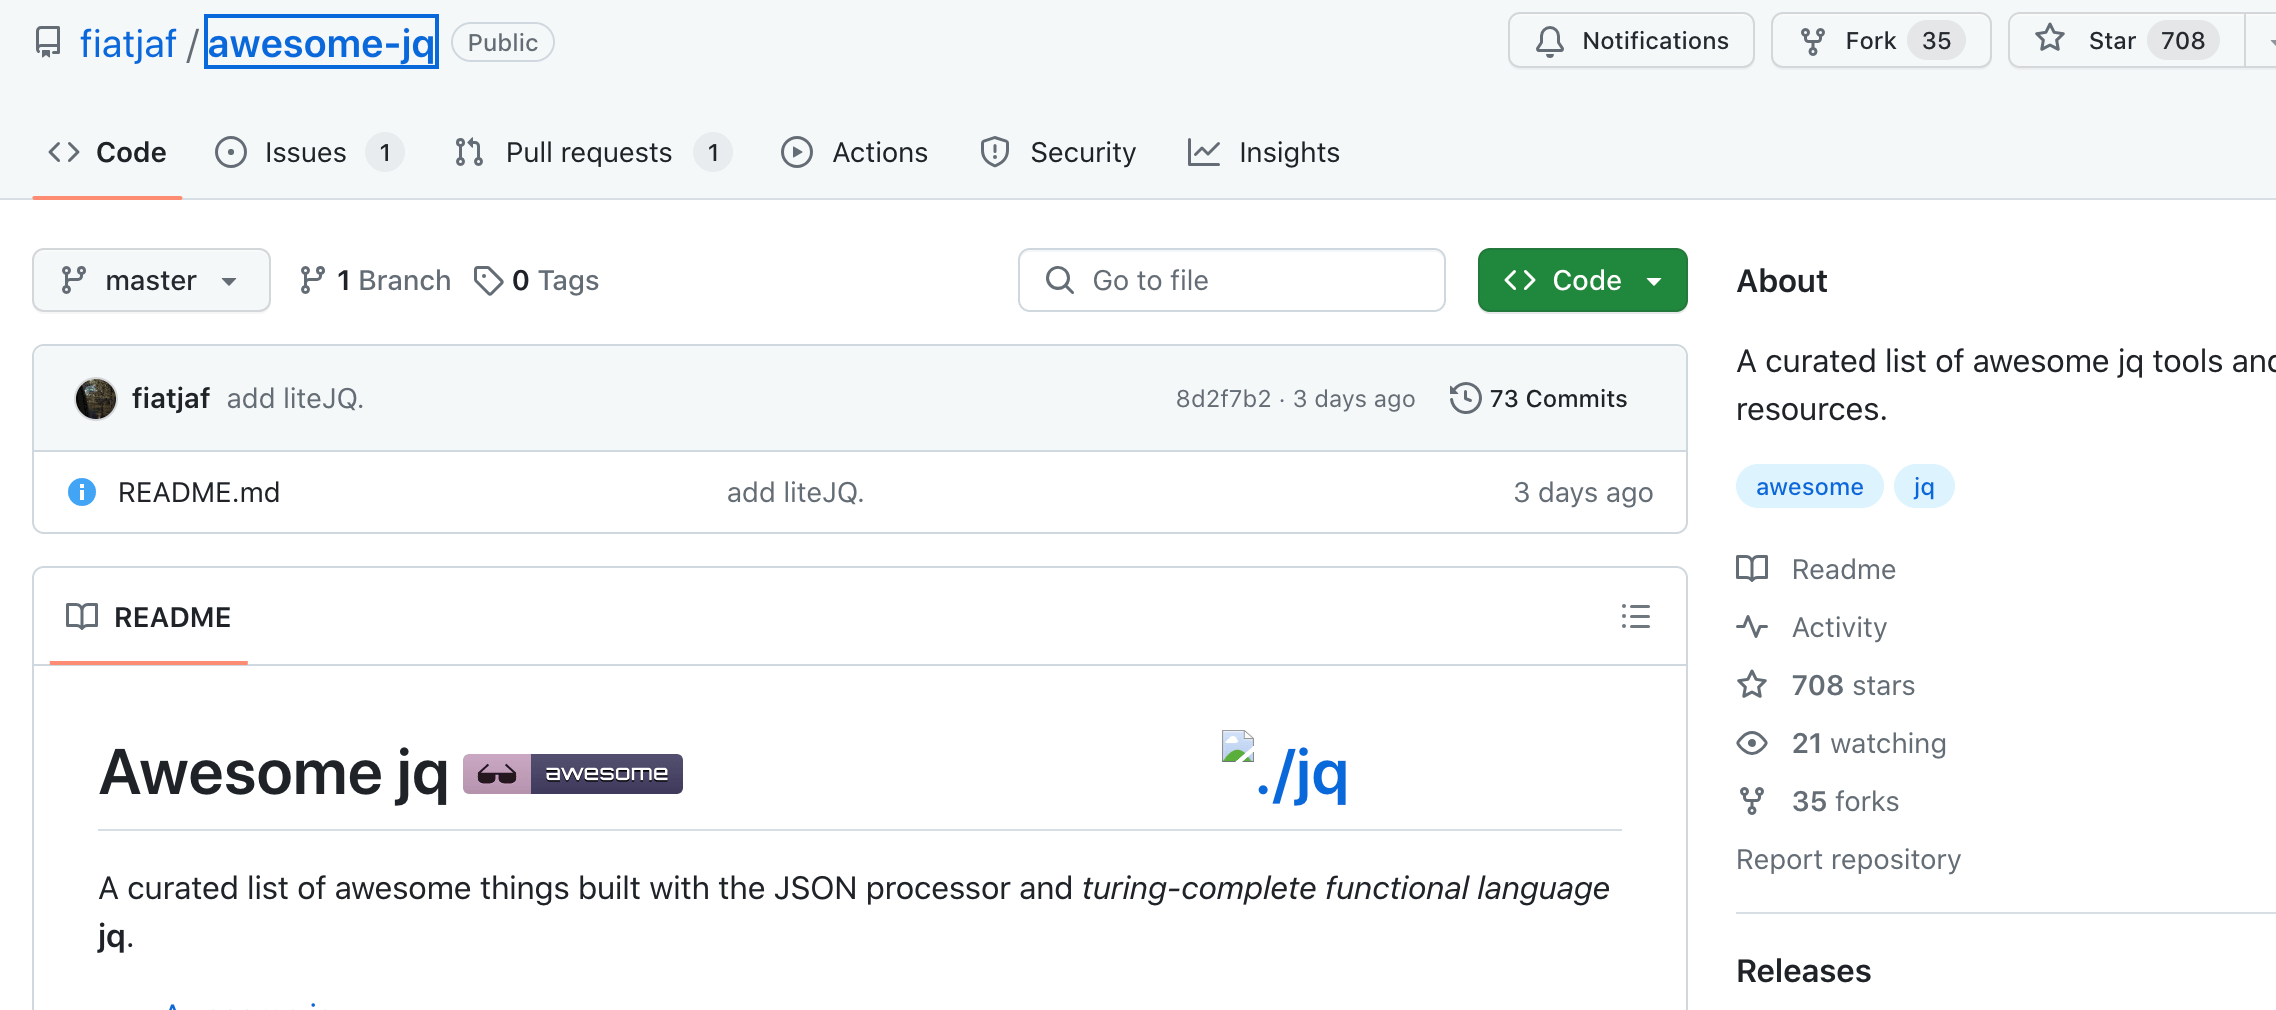 fiatjaf / awesome-jq Public Notifications Fork 35 Star 708
Code Issues 1 Pull requests 1 Actions Security Insights
master 1 Branch 0 Tags Go to file Code
fiatjaf add liteJQ. 8d2f7b2 · 3 days ago 73 Commits
README.md add liteJQ. 3 days ago
README
Awesome jq awesome ./jq
A curated list of awesome things built with the JSON processor and turing-complete functional language
jq.
About
A curated list of awesome jq tools and
resources.
awesome jq
Readme
Activity
708 stars
21 watching
35 forks
Report repository
Releases